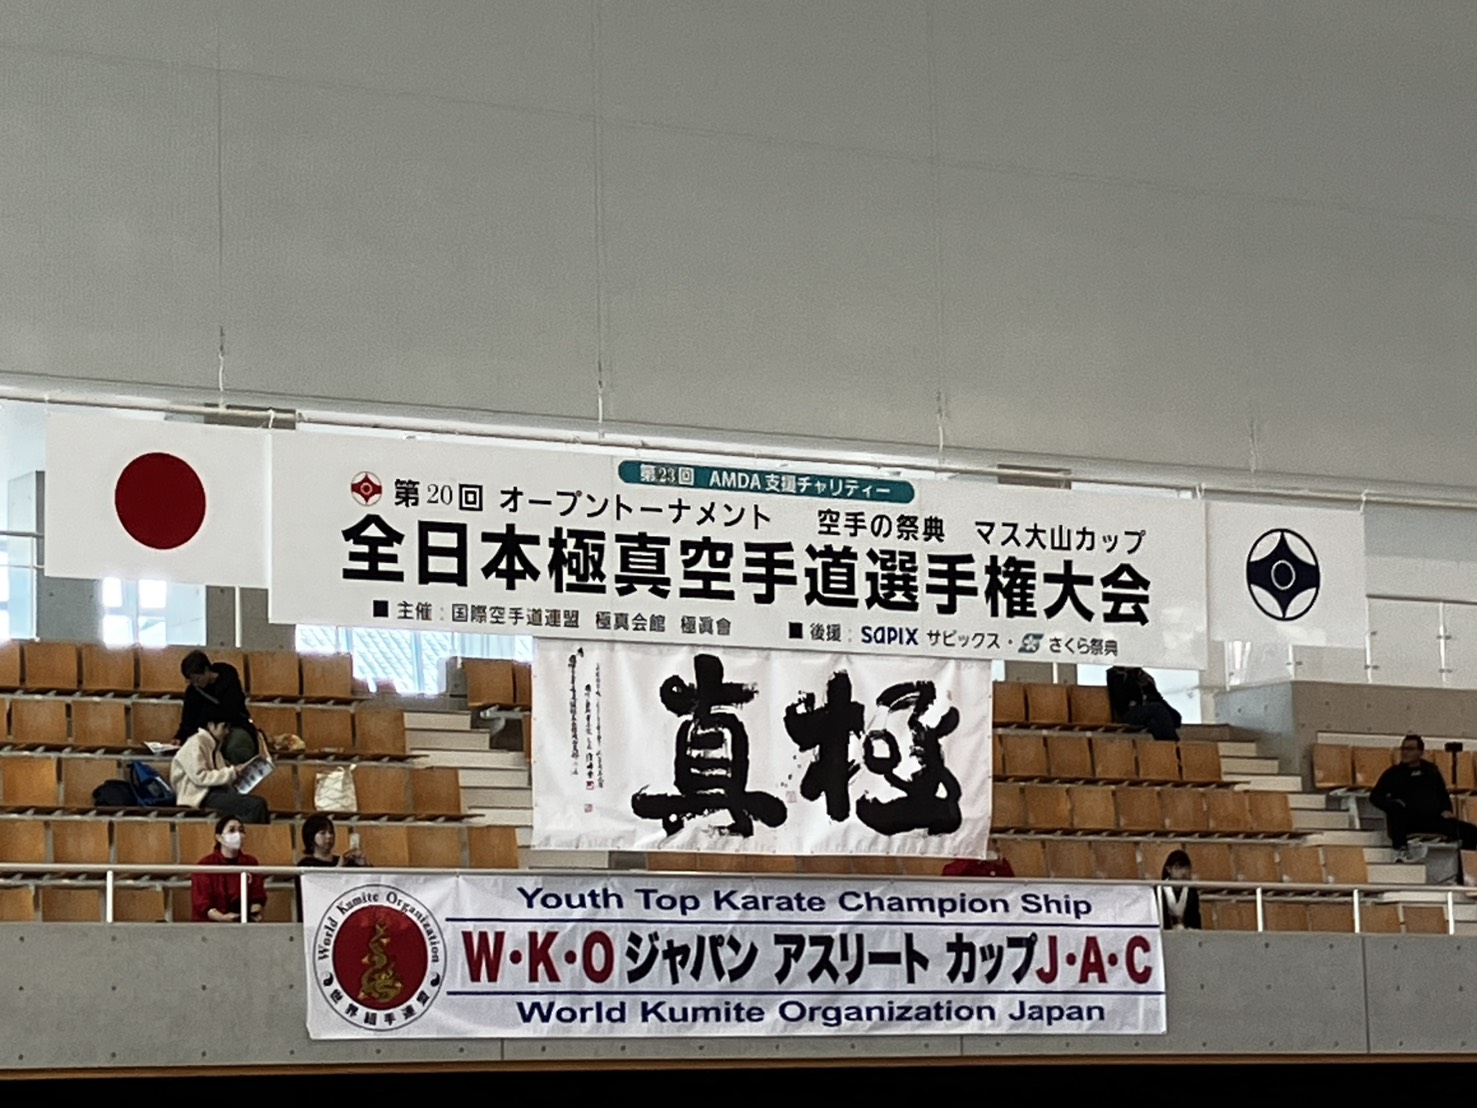 第23回 AMDA支援チャリティー
第20回 オープントーナメント 空手の祭典 マス大山カップ
全日本極真空手道選手権大会
■主催:国際空手道連盟 極真会館 極眞會 ■後援:SAPIX サピックス・さくら祭典
極真
Youth Top Karate Champion Ship
W・K・O ジャパン アスリート カップ J・A・C
World Kumite Organization Japan
World Kumite Organization
世界組手連盟